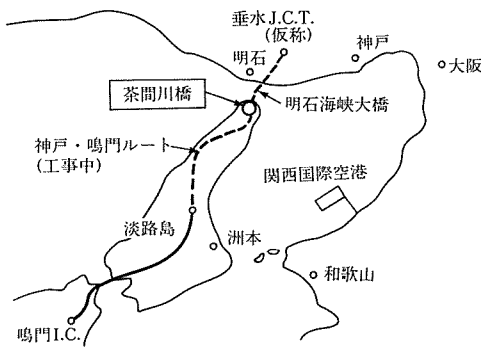 垂水J.C.T.
(仮称)
神戸
明石
大阪
茶間川橋
明石海峡大橋
神戸・鳴門ルート
(工事中)
関西国際空港
淡路島
洲本
和歌山
鳴門I.C.